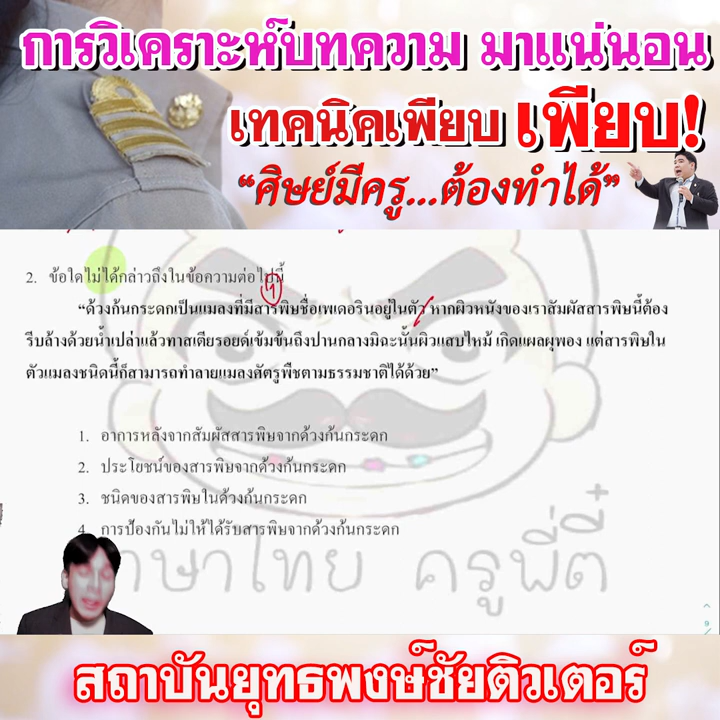 การวิเคราะห์บทความ มาแน่นอน
เทคนิคเพียบ เพียบ!
“ศิษย์มีครู...ต้องทำได้”
2. ข้อใดไม่ได้กล่าวถึงในข้อความต่อไปนี้
“ด้วงก้นกระดกเป็นแมลงที่มีสารพิษชื่อเพเดอรินอยู่ในตัว หากผิวหนังของเราสัมผัสสารพิษนี้ต้อง
รีบล้างด้วยน้ำเปล่าแล้วทาสเตียรอยด์เข้มข้นถึงปานกลางมิฉะนั้นผิวแสบไหม้ เกิดแผลผุพอง แต่สารพิษใน
ตัวแมลงชนิดนี้ก็สามารถทำลายแมลงศัตรูพืชตามธรรมชาติได้ด้วย”
1. อาการหลังจากสัมผัสสารพิษจากด้วงก้นกระดก
2. ประโยชน์ของสารพิษจากด้วงก้นกระดก
3. ชนิดของสารพิษในด้วงก้นกระดก
4. การป้องกันไม่ให้ได้รับสารพิษจากด้วงก้นกระดก
ภาษาไทย ครูพี่ตี๋
สถาบันยุทธพงษ์ชัยติวเตอร์